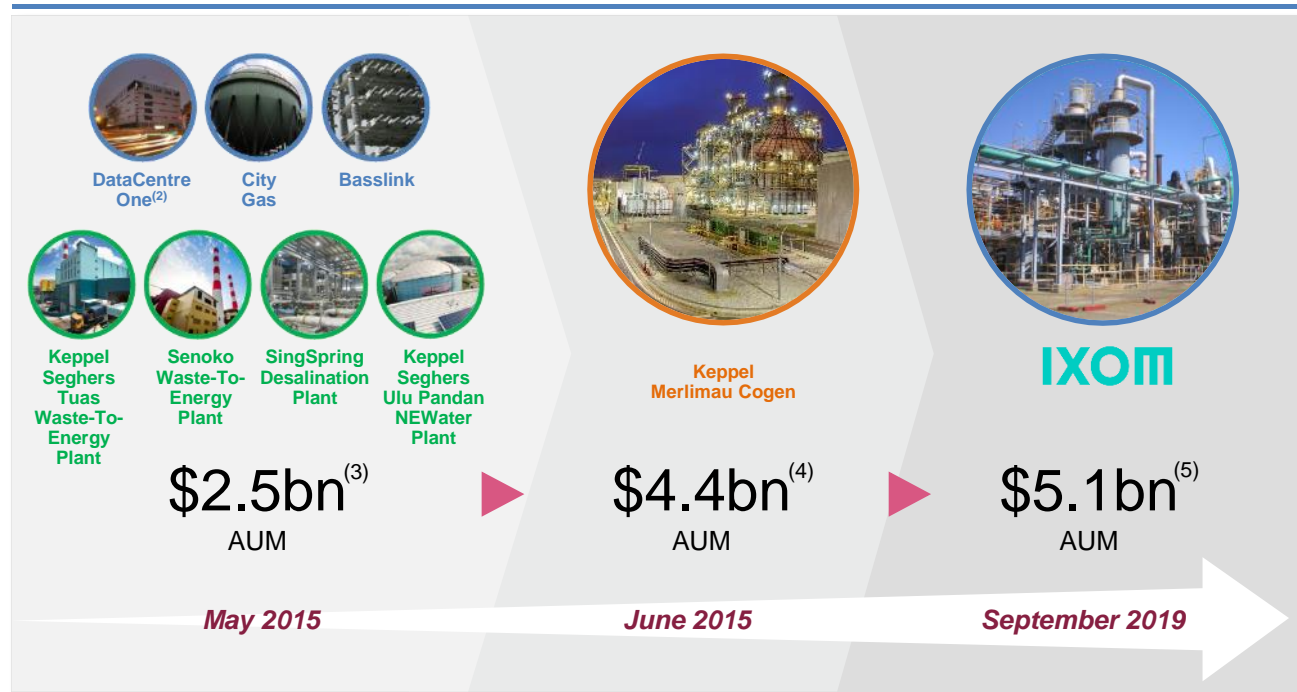 DataCentre
One(2)
City
Gas
Basslink
Keppel
Seghers
Tuas
Waste-To-
Energy
Plant
Senoko
Waste-To-
Energy
Plant
SingSpring
Desalination
Plant
Keppel
Seghers
Ulu Pandan
NEWater
Plant
Keppel
Merlimau Cogen
IXOM
$2.5bn(3)
AUM
$4.4bn(4)
AUM
$5.1bn(5)
AUM
May 2015
June 2015
September 2019